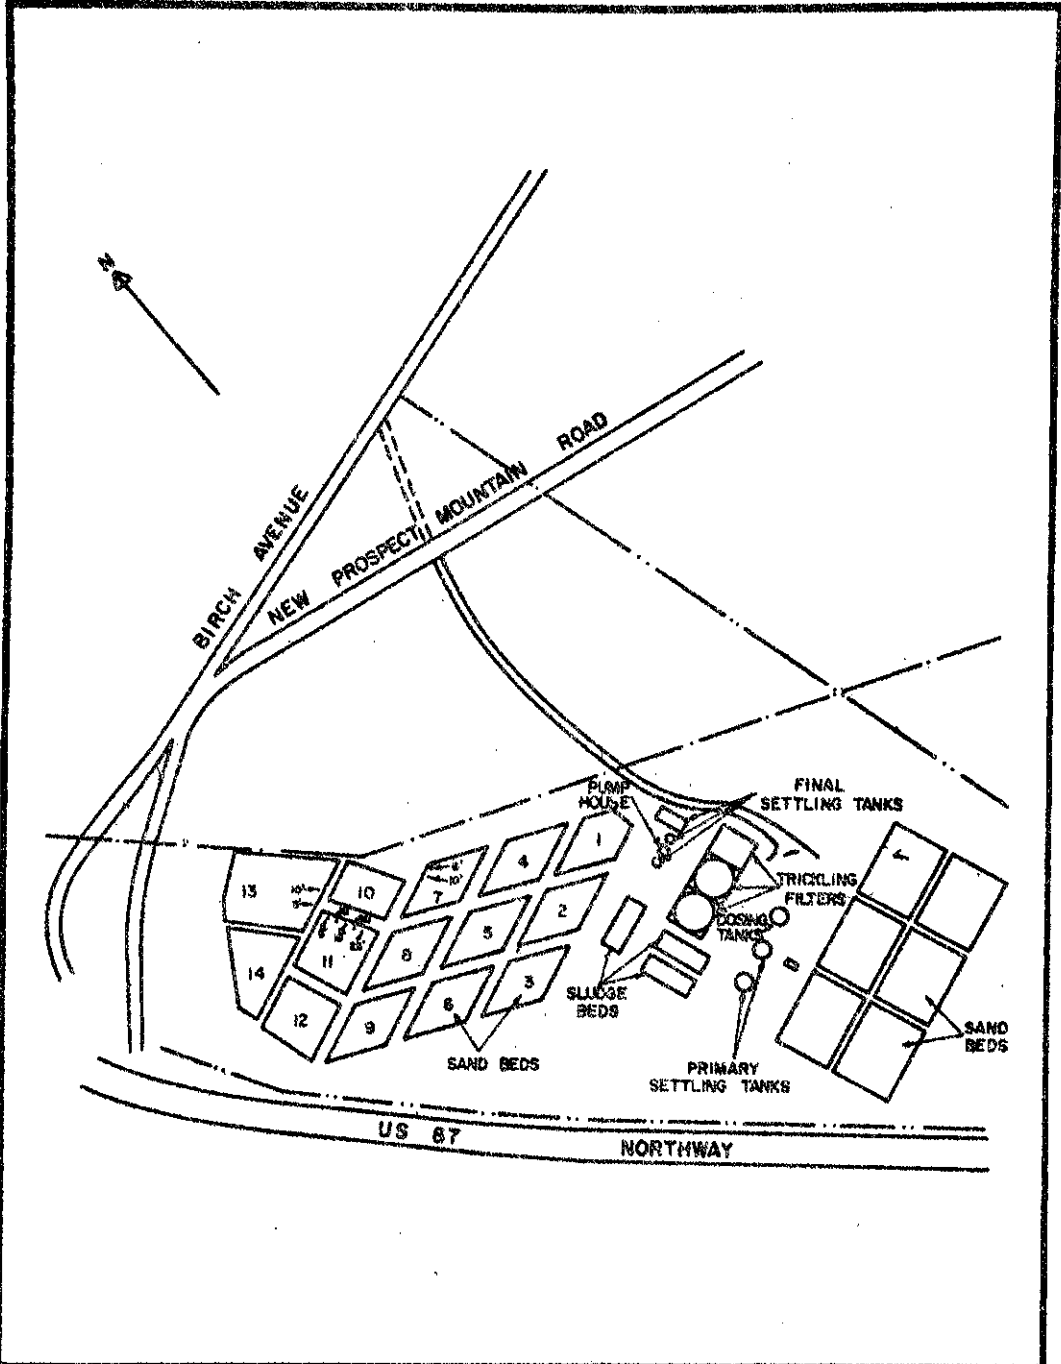 N
BIRCH AVENUE
NEW PROSPECT MOUNTAIN ROAD
PUMP
HOUSE
FINAL
SETTLING TANKS
TRICKLING
FILTERS
DOSING
TANKS
SLUDGE
BEDS
PRIMARY
SETTLING TANKS
SAND
BEDS
SAND BEDS
1
2
3
4
5
6
7
10'
8
9
10
10'
11
12
13
14
US 87 NORTHWAY